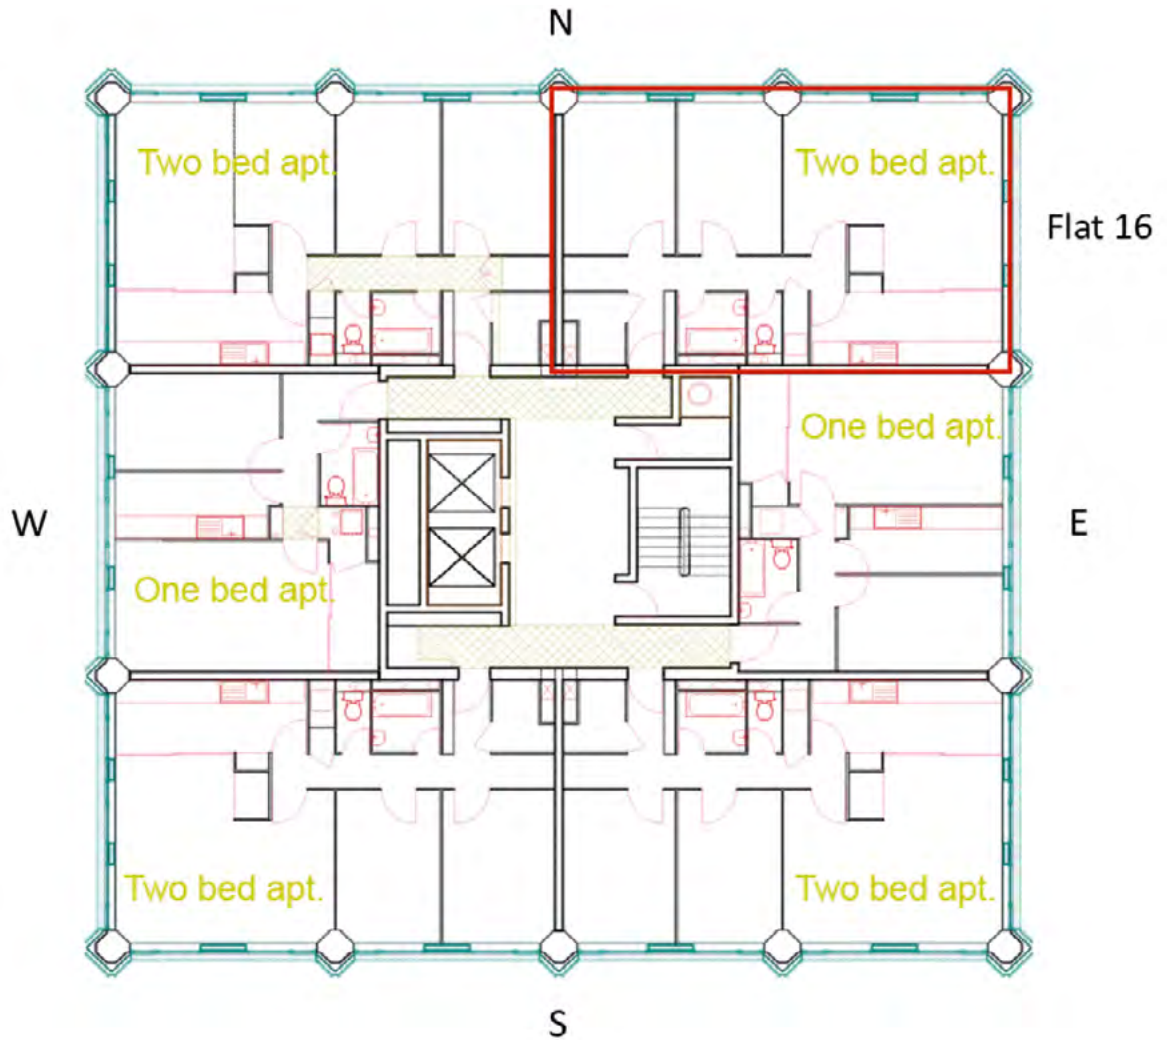 N
Two bed apt.
Two bed apt.
Flat 16
One bed apt.
W
E
One bed apt.
Two bed apt.
Two bed apt.
S